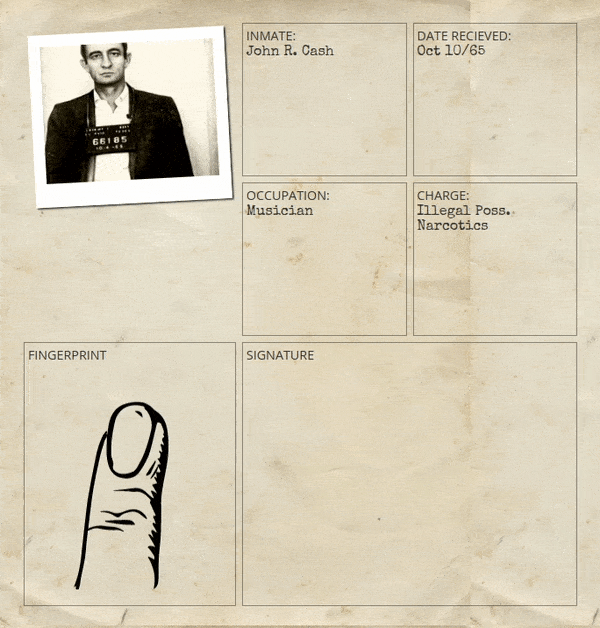 66185
INMATE:
John R. Cash
DATE RECIEVED:
Oct 10/65
OCCUPATION:
Musician
CHARGE:
Illegal Poss.
Narcotics
FINGERPRINT
SIGNATURE